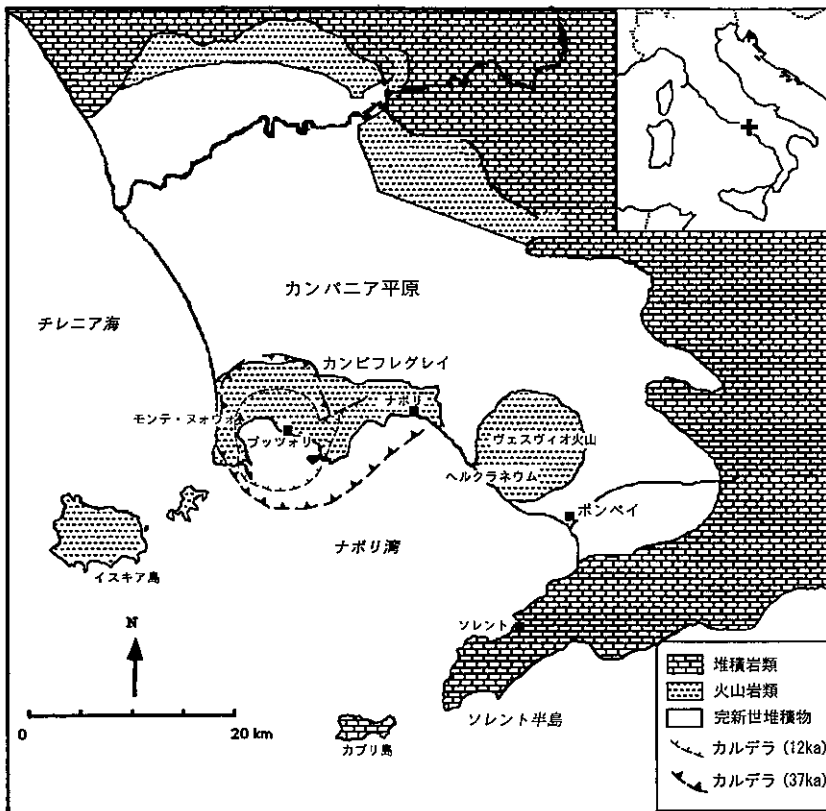 カンパニア平原
チレニア海
カンピフレグレイ
モンテ・ヌォヴォ
ナポリ
プッツォリ
ヴェスヴィオ火山
ヘルクラネウム
ポンペイ
ナポリ湾
イスキア島
ソレント
N
0 20 km
カプリ島
ソレント半島
堆積岩類
火山岩類
完新世堆積物
カルデラ (12ka)
カルデラ (37ka)